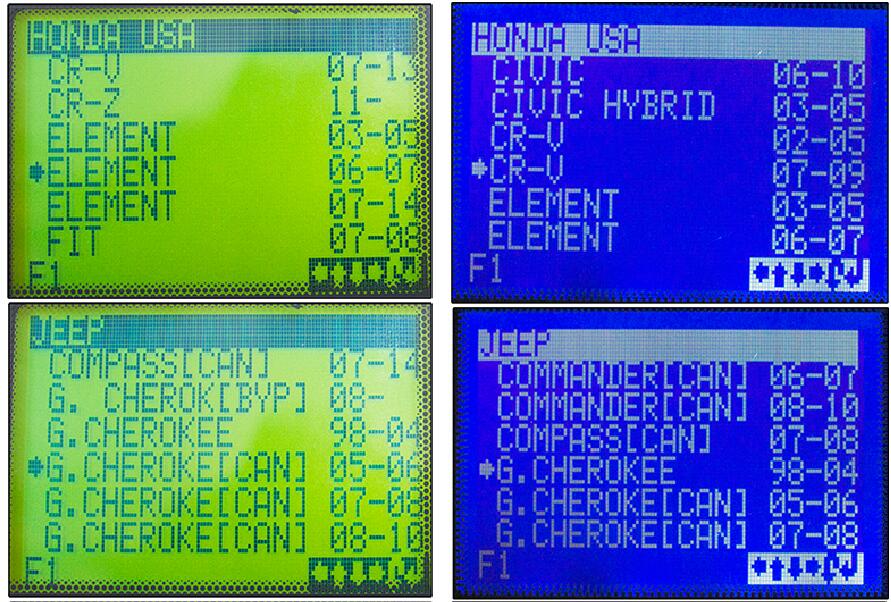 HONDA USA
CR-V 07-13
CR-Z 11-
ELEMENT 03-05
ELEMENT 06-07
ELEMENT 07-14
FIT 07-08
F1
HONDA USA
CIVIC 06-10
CIVIC HYBRID 03-05
CR-V 02-05
CR-V 07-09
ELEMENT 03-05
ELEMENT 06-07
F1
JEEP
COMPASS[CAN] 07-14
G. CHEROK[BYP] 08-
G.CHEROKEE 98-04
G.CHEROKE[CAN] 05-06
G.CHEROKE[CAN] 07-08
G.CHEROKE[CAN] 08-10
F1
JEEP
COMMANDER[CAN] 06-07
COMMANDER[CAN] 08-10
COMPASS[CAN] 07-08
G.CHEROKEE 98-04
G.CHEROKE[CAN] 05-06
G.CHEROKE[CAN] 07-08
F1